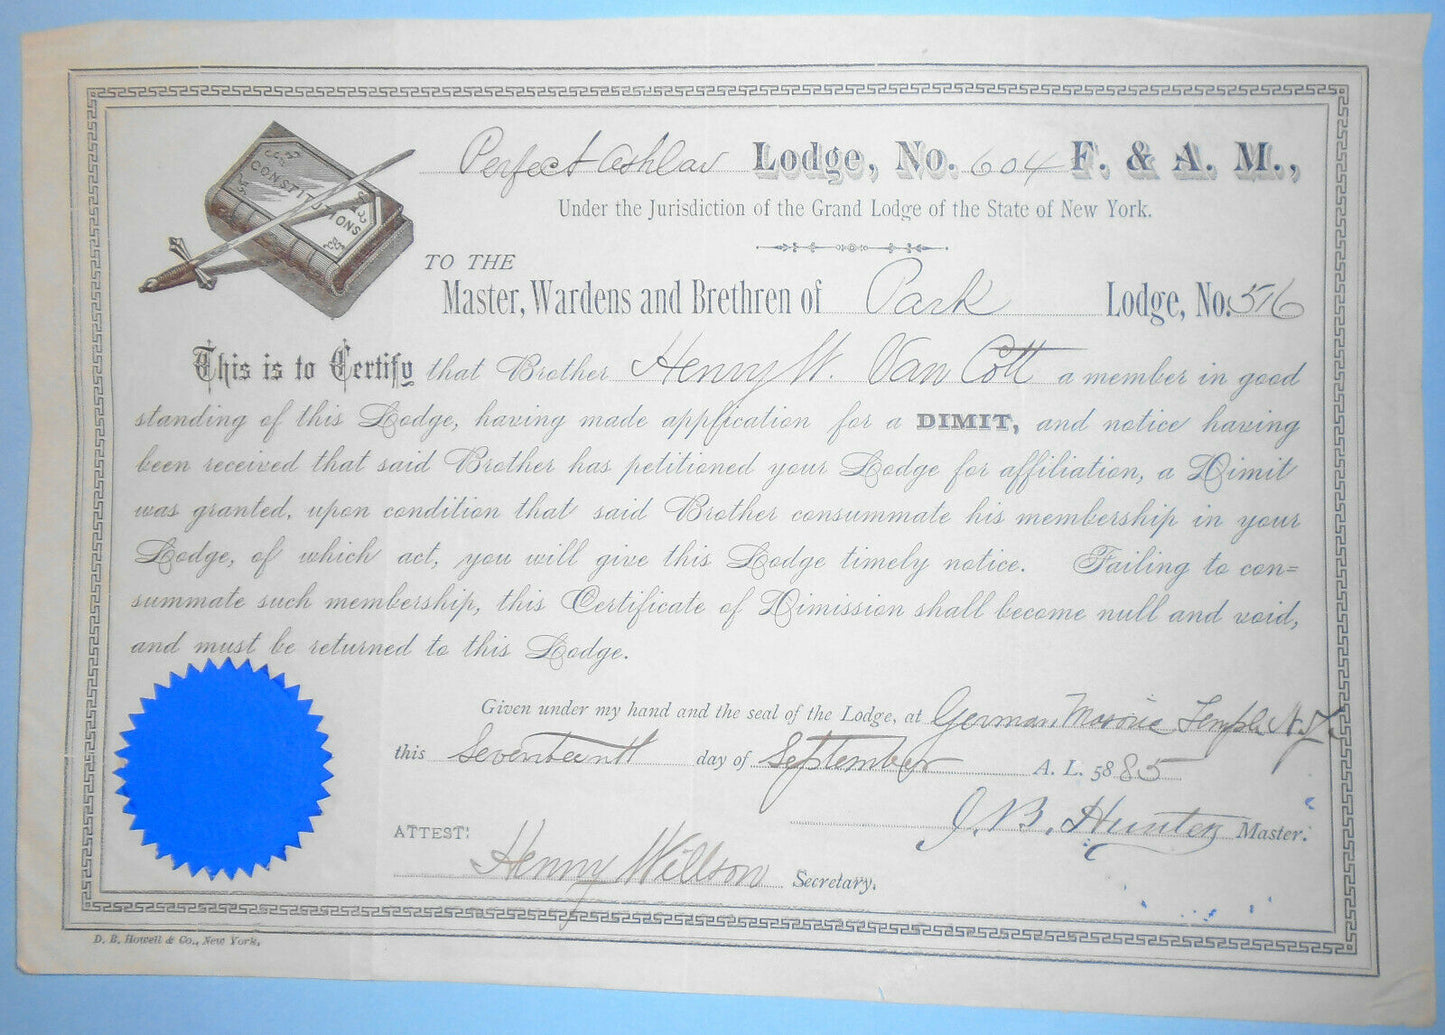 CONSTITUTIONS
Perfect Ashlar Lodge, No. 604 F. & A. M.,
Under the Jurisdiction of the Grand Lodge of the State of New York.
TO THE
Master, Wardens and Brethren of Park Lodge, No. 516
This is to Certify that Brother Henry W. Van Cott a member in good
standing of this Lodge, having made application for a DIMIT, and notice having
been received that said Brother has petitioned your Lodge for affiliation, a Dimit
was granted, upon condition that said Brother consummate his membership in your
Lodge, of which act, you will give this Lodge timely notice. Failing to con=
summate such membership, this Certificate of Dimission shall become null and void,
and must be returned to this Lodge.
Given under my hand and the seal of the Lodge, at German Masonic Temple N.Y.
this Seventeenth day of September A. L. 5885
J. B. Hunter Master.
ATTEST:
Henry Willson Secretary.
D. B. Howell & Co., New York.